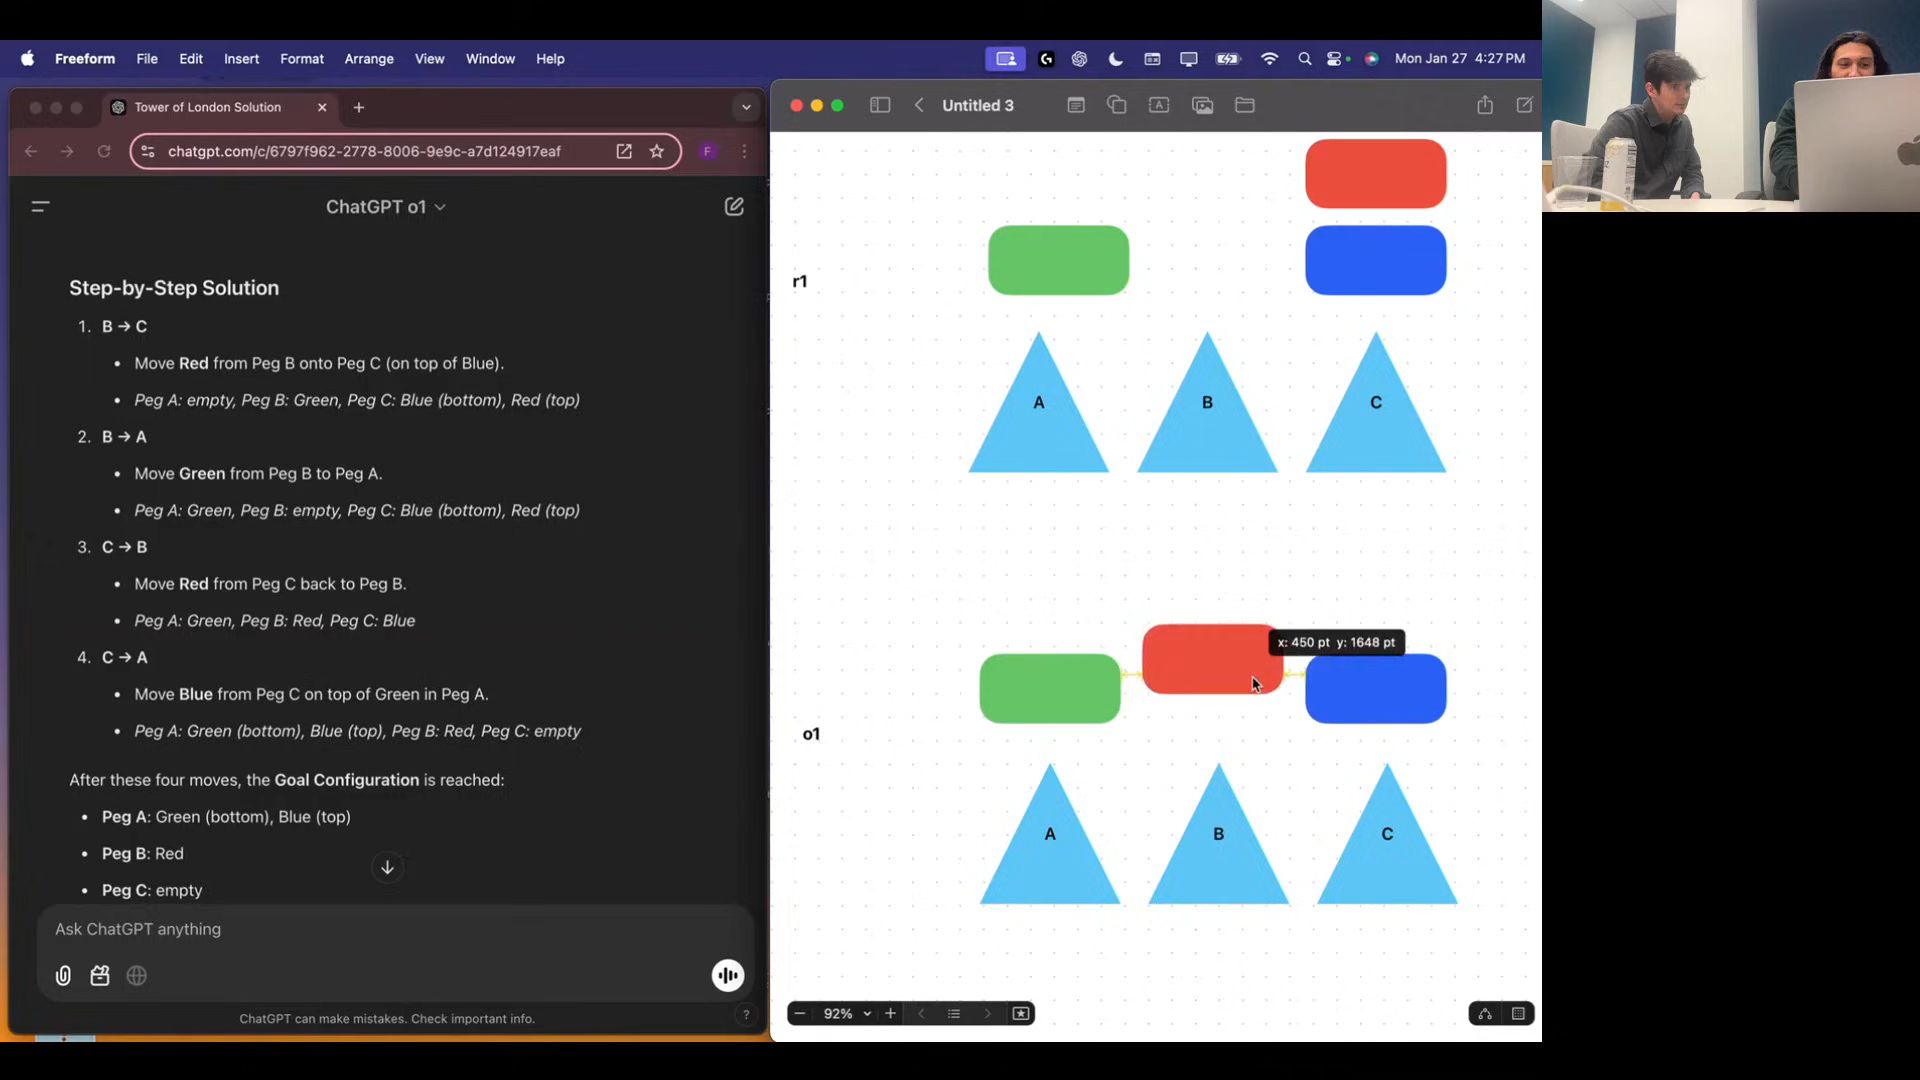 Freeform File Edit Insert Format Arrange View Window Help
Mon Jan 27 4:27 PM
Tower of London Solution
chatgpt.com/c/6797f962-2778-8006-9e9c-a7d124917eaf
F
ChatGPT o1
Step-by-Step Solution
1. B → C
• Move Red from Peg B onto Peg C (on top of Blue).
• Peg A: empty, Peg B: Green, Peg C: Blue (bottom), Red (top)
2. B → A
• Move Green from Peg B to Peg A.
• Peg A: Green, Peg B: empty, Peg C: Blue (bottom), Red (top)
3. C → B
• Move Red from Peg C back to Peg B.
• Peg A: Green, Peg B: Red, Peg C: Blue
4. C → A
• Move Blue from Peg C on top of Green in Peg A.
• Peg A: Green (bottom), Blue (top), Peg B: Red, Peg C: empty
After these four moves, the Goal Configuration is reached:
• Peg A: Green (bottom), Blue (top)
• Peg B: Red
• Peg C: empty
Ask ChatGPT anything
ChatGPT can make mistakes. Check important info.
?
Untitled 3
r1
A B C
x: 450 pt y: 1648 pt
o1
A B C
92%